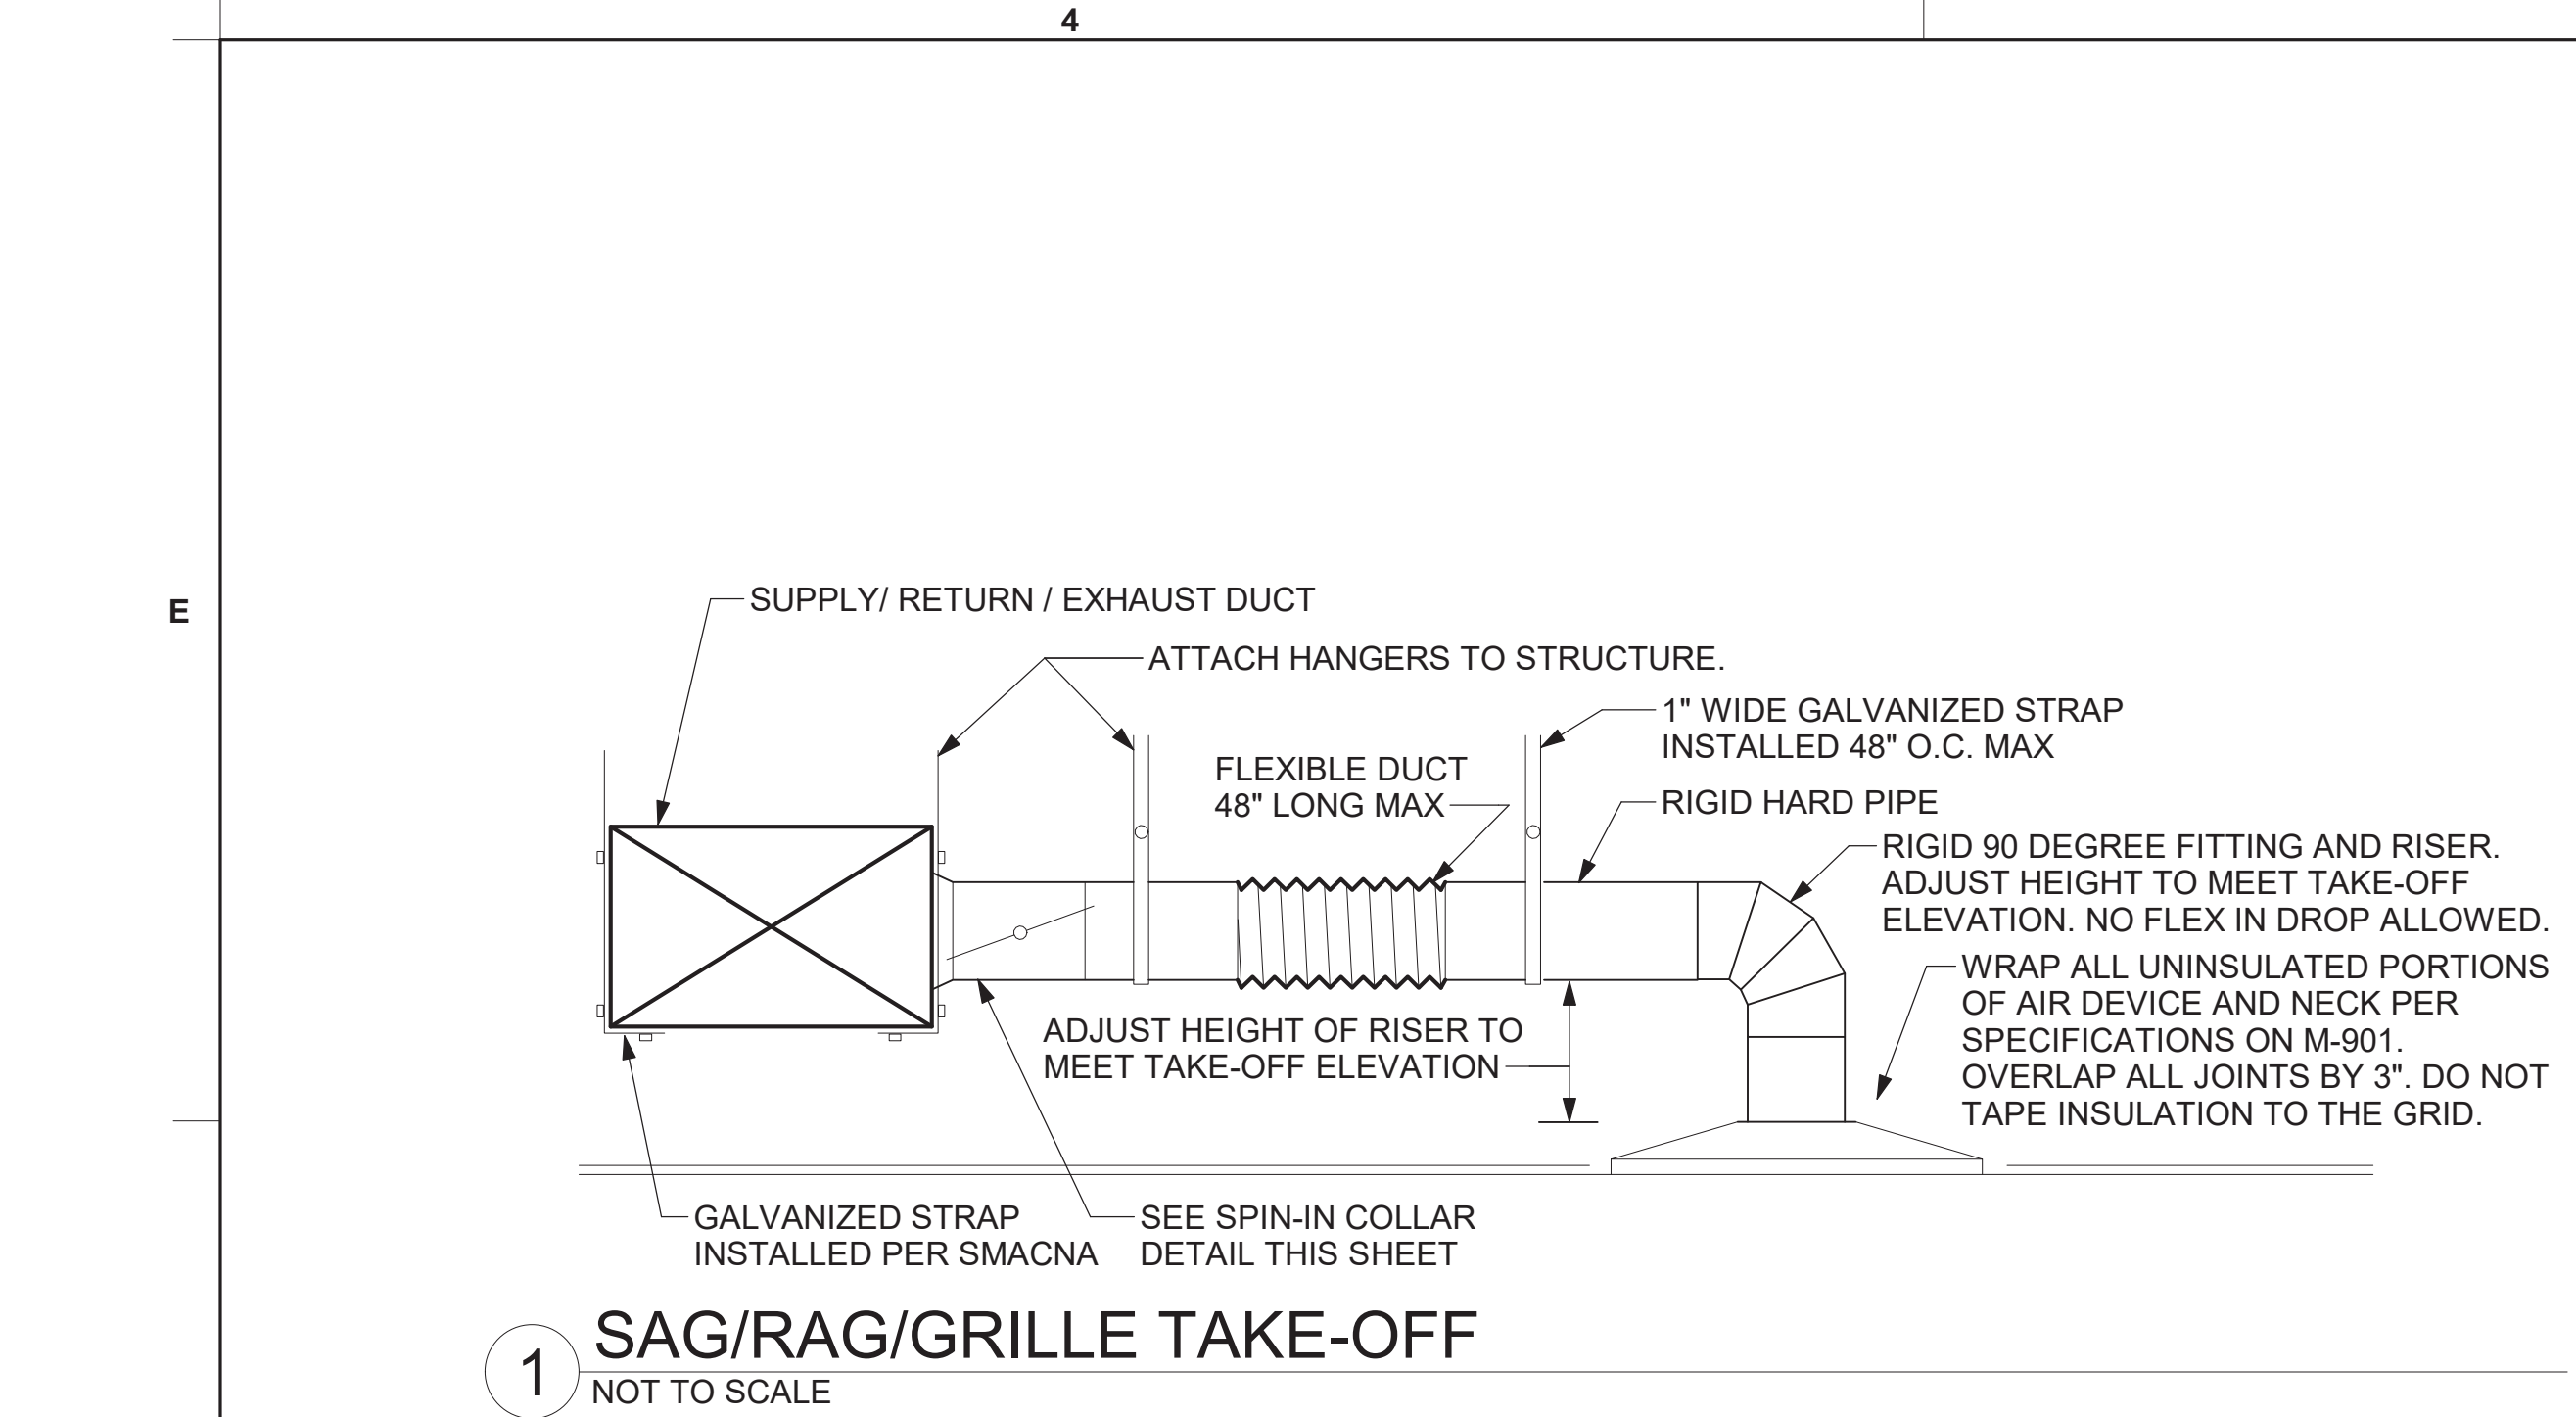 4
E
SUPPLY/ RETURN / EXHAUST DUCT
ATTACH HANGERS TO STRUCTURE.
1" WIDE GALVANIZED STRAP
INSTALLED 48" O.C. MAX
FLEXIBLE DUCT
48" LONG MAX
RIGID HARD PIPE
RIGID 90 DEGREE FITTING AND RISER.
ADJUST HEIGHT TO MEET TAKE-OFF
ELEVATION. NO FLEX IN DROP ALLOWED.
WRAP ALL UNINSULATED PORTIONS
OF AIR DEVICE AND NECK PER
SPECIFICATIONS ON M-901.
OVERLAP ALL JOINTS BY 3". DO NOT
TAPE INSULATION TO THE GRID.
ADJUST HEIGHT OF RISER TO
MEET TAKE-OFF ELEVATION
GALVANIZED STRAP
INSTALLED PER SMACNA
SEE SPIN-IN COLLAR
DETAIL THIS SHEET
1
SAG/RAG/GRILLE TAKE-OFF
NOT TO SCALE